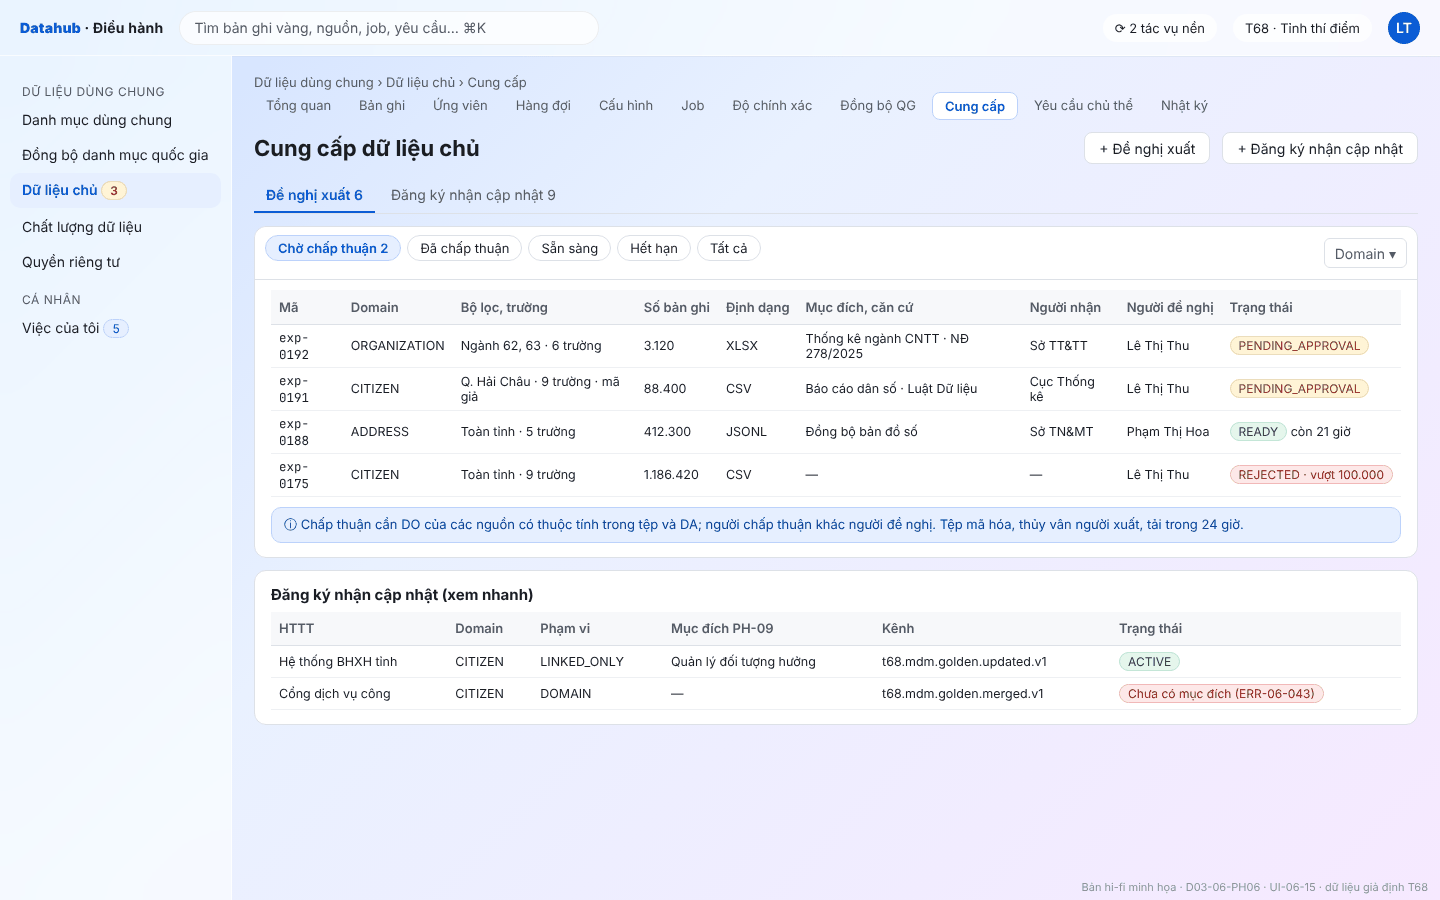 Datahub · Điều hành
Tìm bản ghi vàng, nguồn, job, yêu cầu... ⌘K
⟳ 2 tác vụ nền
T68 · Tỉnh thí điểm
LT
DỮ LIỆU DÙNG CHUNG
Danh mục dùng chung
Đồng bộ danh mục quốc gia
Dữ liệu chủ 3
Chất lượng dữ liệu
Quyền riêng tư
CÁ NHÂN
Việc của tôi 5
Dữ liệu dùng chung › Dữ liệu chủ › Cung cấp
Tổng quan Bản ghi Ứng viên Hàng đợi Cấu hình Job Độ chính xác Đồng bộ QG Cung cấp Yêu cầu chủ thể Nhật ký
Cung cấp dữ liệu chủ
+ Đề nghị xuất
+ Đăng ký nhận cập nhật
Đề nghị xuất 6 Đăng ký nhận cập nhật 9
Chờ chấp thuận 2 Đã chấp thuận Sẵn sàng Hết hạn Tất cả
Domain ▾
Mã Domain Bộ lọc, trường Số bản ghi Định dạng Mục đích, căn cứ Người nhận Người đề nghị Trạng thái
exp-0192 ORGANIZATION Ngành 62, 63 · 6 trường 3.120 XLSX Thống kê ngành CNTT · NĐ 278/2025 Sở TT&TT Lê Thị Thu PENDING_APPROVAL
exp-0191 CITIZEN Q. Hải Châu · 9 trường · mã giả 88.400 CSV Báo cáo dân số · Luật Dữ liệu Cục Thống kê Lê Thị Thu PENDING_APPROVAL
exp-0188 ADDRESS Toàn tỉnh · 5 trường 412.300 JSONL Đồng bộ bản đồ số Sở TN&MT Phạm Thị Hoa READY còn 21 giờ
exp-0175 CITIZEN Toàn tỉnh · 9 trường 1.186.420 CSV — — Lê Thị Thu REJECTED · vượt 100.000
ⓘ Chấp thuận cần DO của các nguồn có thuộc tính trong tệp và DA; người chấp thuận khác người đề nghị. Tệp mã hóa, thủy vân người xuất, tải trong 24 giờ.
Đăng ký nhận cập nhật (xem nhanh)
HTTT Domain Phạm vi Mục đích PH-09 Kênh Trạng thái
Hệ thống BHXH tỉnh CITIZEN LINKED_ONLY Quản lý đối tượng hưởng t68.mdm.golden.updated.v1 ACTIVE
Cổng dịch vụ công CITIZEN DOMAIN — t68.mdm.golden.merged.v1 Chưa có mục đích (ERR-06-043)
Bản hi-fi minh họa · D03-06-PH06 · UI-06-15 · dữ liệu giả định T68